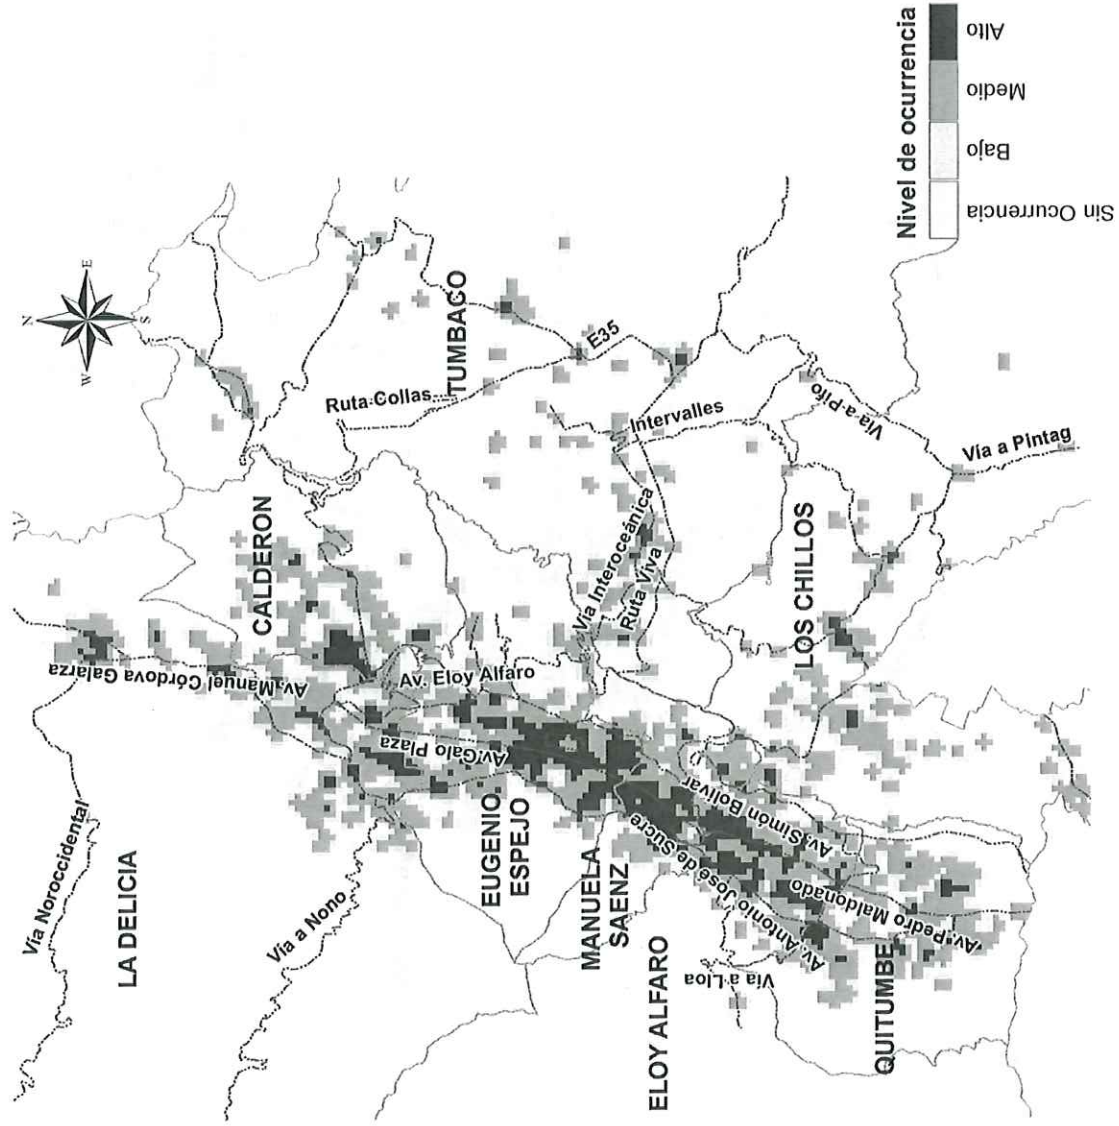 N
W
E
S
Vía Noroccidental
LA DELICIA
Vía a Nono
Av. Manuel Córdova Galarza
CALDERON
Av. Eloy Alfaro
Av. Galo Plaza
EUGENIO
ESPEJO
MANUELA
SAENZ
ELOY ALFARO
Vía a Lloa
QUITUMBE
Av. Antonio José de Sucre
Av. Pedro Maldonado
Av. Simón Bolívar
Ruta Collas
TUMBACO
E35
Intervalles
Vía Interoceánica
Ruta Viva
Vía a Pifo
Vía a Pintag
LOS CHILLOS
Nivel de ocurrencia
Sin Ocurrencia
Bajo
Medio
Alto